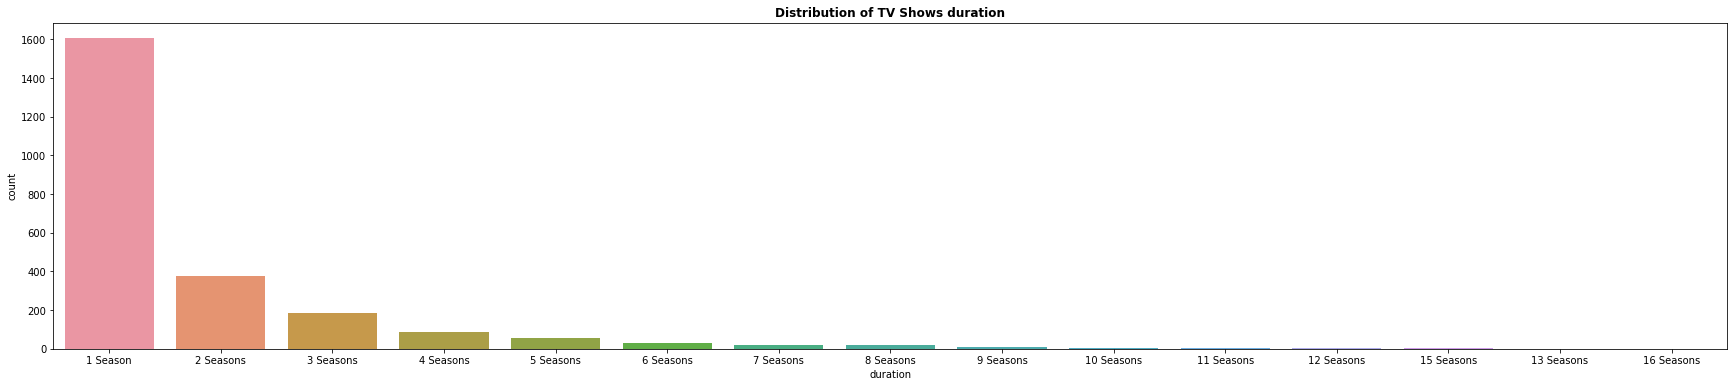 Distribution of TV Shows duration
1600
1400
1200
1000
800
600
400
200
0
count
1 Season 2 Seasons 3 Seasons 4 Seasons 5 Seasons 6 Seasons 7 Seasons 8 Seasons 9 Seasons 10 Seasons 11 Seasons 12 Seasons 15 Seasons 13 Seasons 16 Seasons
duration